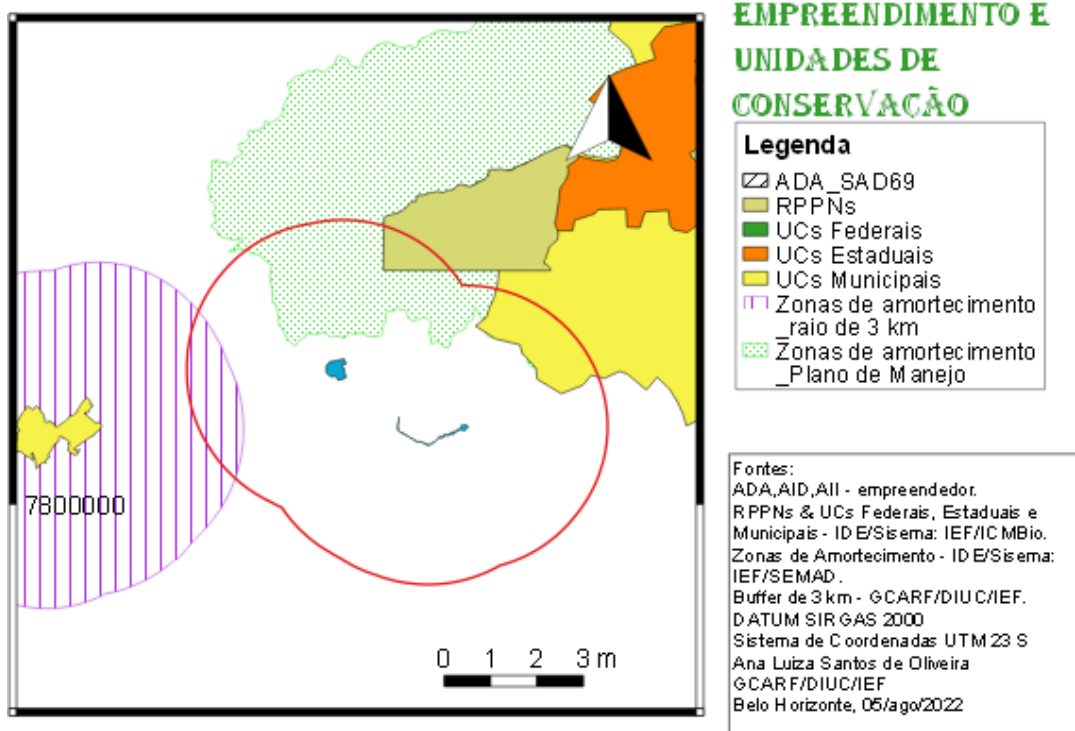 EMPREENDIMENTO E
UNIDADES DE
CONSERVAÇÃO
Legenda
ADA_SAD69
RPPNs
UCs Federais
UCs Estaduais
UCs Municipais
Zonas de amortecimento
_raio de 3 km
Zonas de amortecimento
_Plano de Manejo
7800000
0 1 2 3 m
Fontes:
ADA,AID,AII - empreendedor.
RPPNs & UCs Federais, Estaduais e
Municipais - IDE/Sisema: IEF/ICMBio.
Zonas de Amortecimento - IDE/Sisema:
IEF/SEMAD.
Buffer de 3 km - GCARF/DIUC/IEF.
DATUM SIRGAS 2000
Sistema de Coordenadas UTM 23 S
Ana Luiza Santos de Oliveira
GCARF/DIUC/IEF
Belo Horizonte, 05/ago/2022